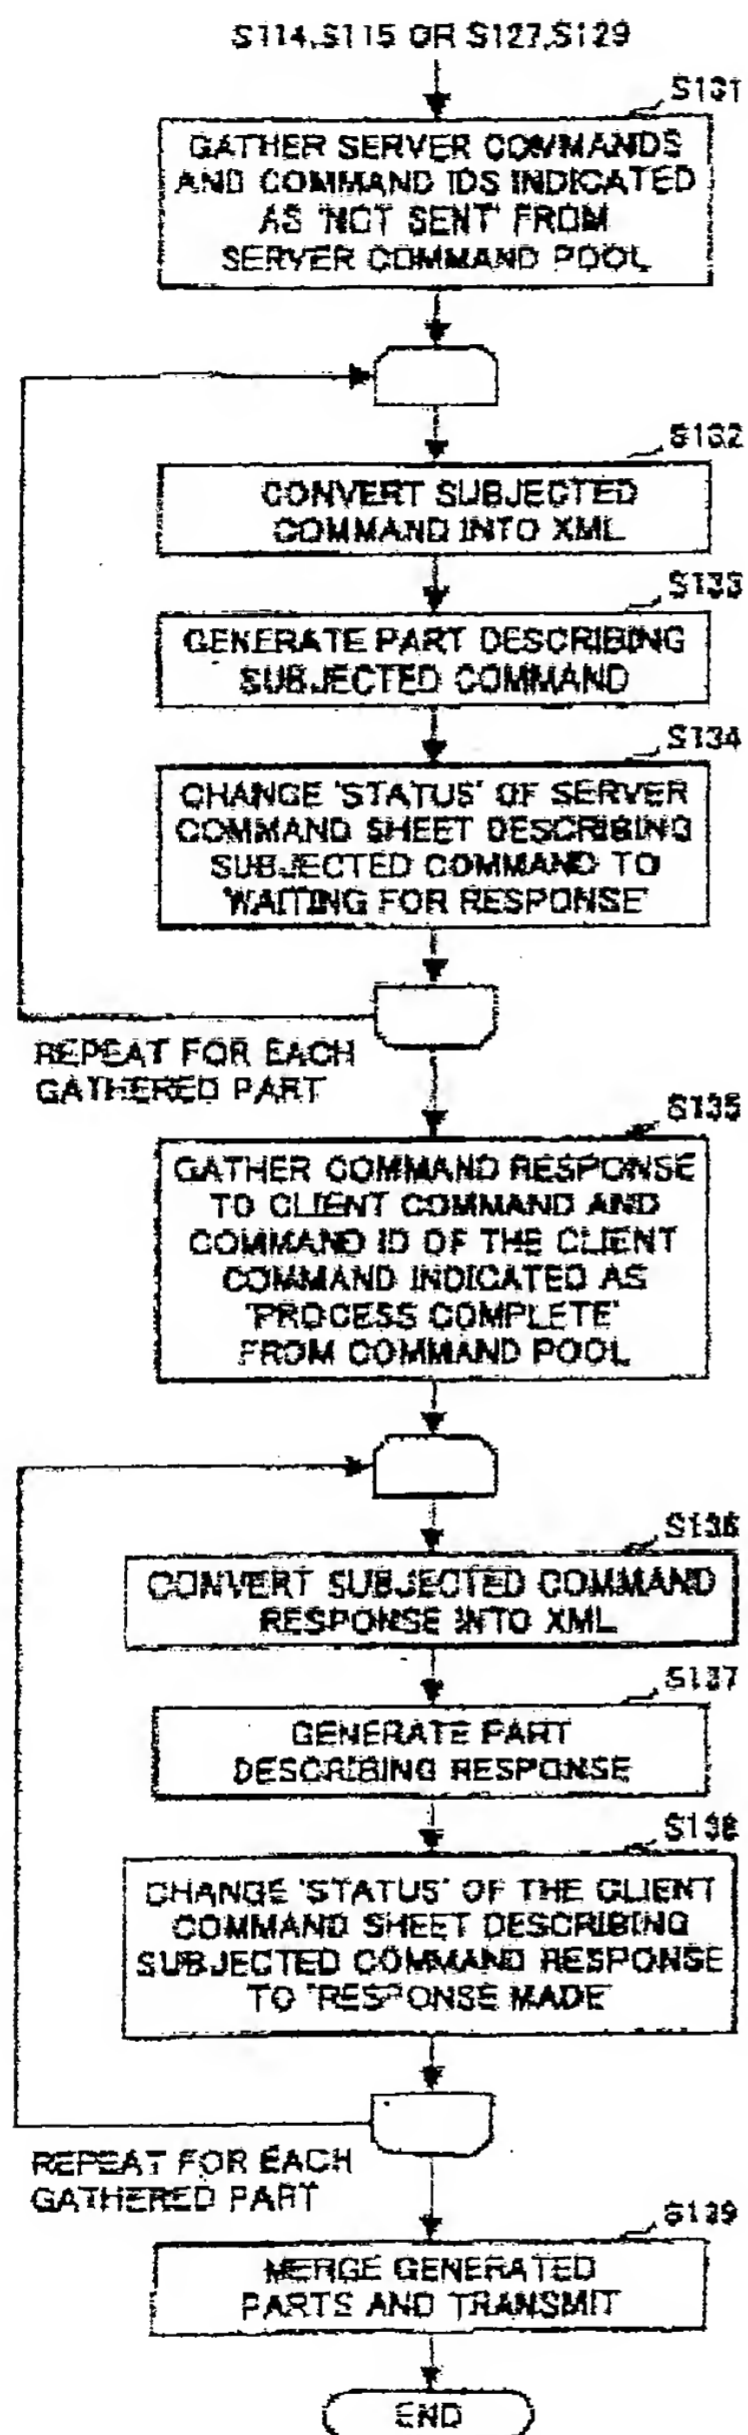 S114,S115 OR S127,S129
S131
GATHER SERVER COMMANDS
AND COMMAND IDS INDICATED
AS 'NOT SENT' FROM
SERVER COMMAND POOL
S132
CONVERT SUBJECTED
COMMAND INTO XML
S133
GENERATE PART DESCRIBING
SUBJECTED COMMAND
S134
CHANGE 'STATUS' OF SERVER
COMMAND SHEET DESCRIBING
SUBJECTED COMMAND TO
'WAITING FOR RESPONSE'
REPEAT FOR EACH
GATHERED PART
S135
GATHER COMMAND RESPONSE
TO CLIENT COMMAND AND
COMMAND ID OF THE CLIENT
COMMAND INDICATED AS
'PROCESS COMPLETE'
FROM COMMAND POOL
S136
CONVERT SUBJECTED COMMAND
RESPONSE INTO XML
S137
GENERATE PART
DESCRIBING RESPONSE
S138
CHANGE 'STATUS' OF THE CLIENT
COMMAND SHEET DESCRIBING
SUBJECTED COMMAND RESPONSE
TO 'RESPONSE MADE'
REPEAT FOR EACH
GATHERED PART
S139
MERGE GENERATED
PARTS AND TRANSMIT
END